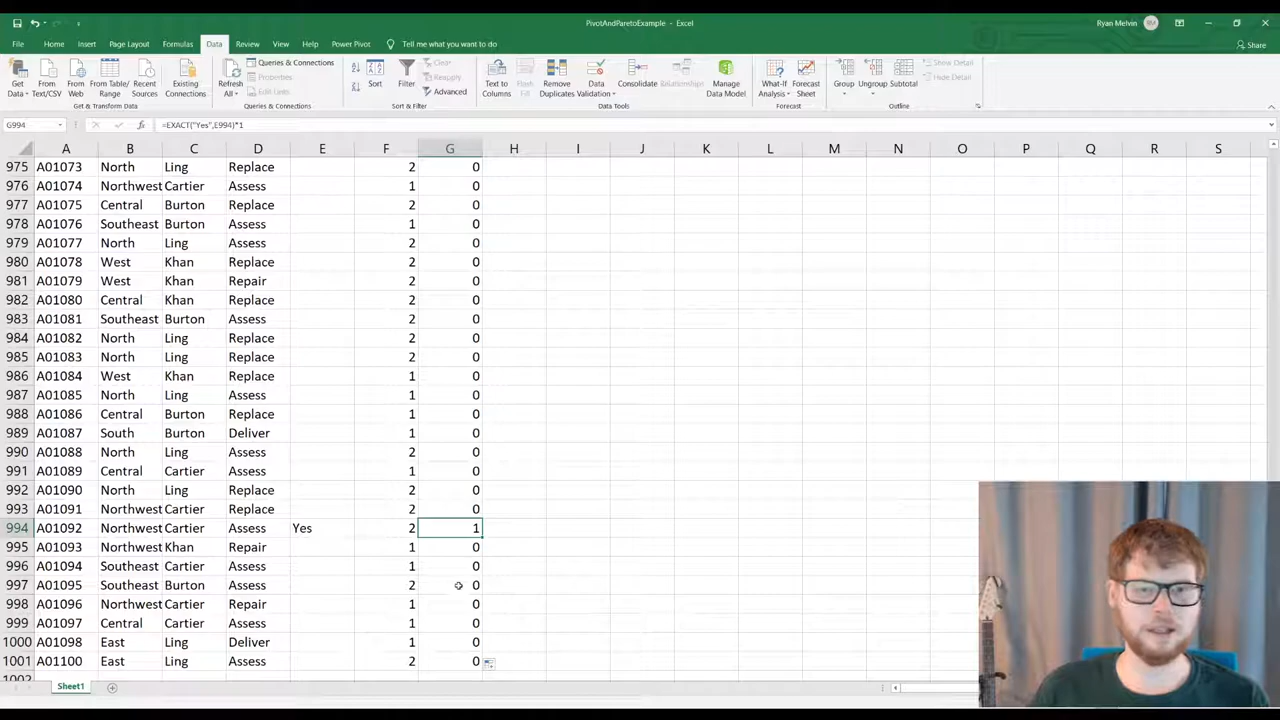 PivotAndParetoExample - Excel
Ryan Melvin RM
File Home Insert Page Layout Formulas Data Review View Help Power Pivot Tell me what you want to do Share
Get Data From Text/CSV From Web From Table/Range Recent Sources Existing Connections Refresh All Queries & Connections Properties Edit Links Sort Filter Clear Reapply Advanced Text to Columns Flash Fill Remove Duplicates Data Validation Consolidate Relationships Manage Data Model What-If Analysis Forecast Sheet Group Ungroup Subtotal Show Detail Hide Detail
Get & Transform Data Queries & Connections Sort & Filter Data Tools Forecast Outline
G994 fx =EXACT("Yes",E994)*1
A B C D E F G H I J K L M N O P Q R S
975 A01073 North Ling Replace 2 0
976 A01074 Northwest Cartier Assess 1 0
977 A01075 Central Burton Replace 2 0
978 A01076 Southeast Burton Assess 1 0
979 A01077 North Ling Assess 2 0
980 A01078 West Khan Replace 2 0
981 A01079 West Khan Repair 2 0
982 A01080 Central Khan Replace 2 0
983 A01081 Southeast Burton Assess 2 0
984 A01082 North Ling Replace 2 0
985 A01083 North Ling Replace 2 0
986 A01084 West Khan Replace 1 0
987 A01085 North Ling Assess 1 0
988 A01086 Central Burton Replace 1 0
989 A01087 South Burton Deliver 1 0
990 A01088 North Ling Assess 2 0
991 A01089 Central Cartier Assess 1 0
992 A01090 North Ling Replace 2 0
993 A01091 Northwest Cartier Replace 2 0
994 A01092 Northwest Cartier Assess Yes 2 1
995 A01093 Northwest Khan Repair 1 0
996 A01094 Southeast Cartier Assess 1 0
997 A01095 Southeast Burton Assess 2 0
998 A01096 Northwest Cartier Repair 1 0
999 A01097 Central Cartier Assess 1 0
1000 A01098 East Ling Deliver 1 0
1001 A01100 East Ling Assess 2 0
1002
Sheet1